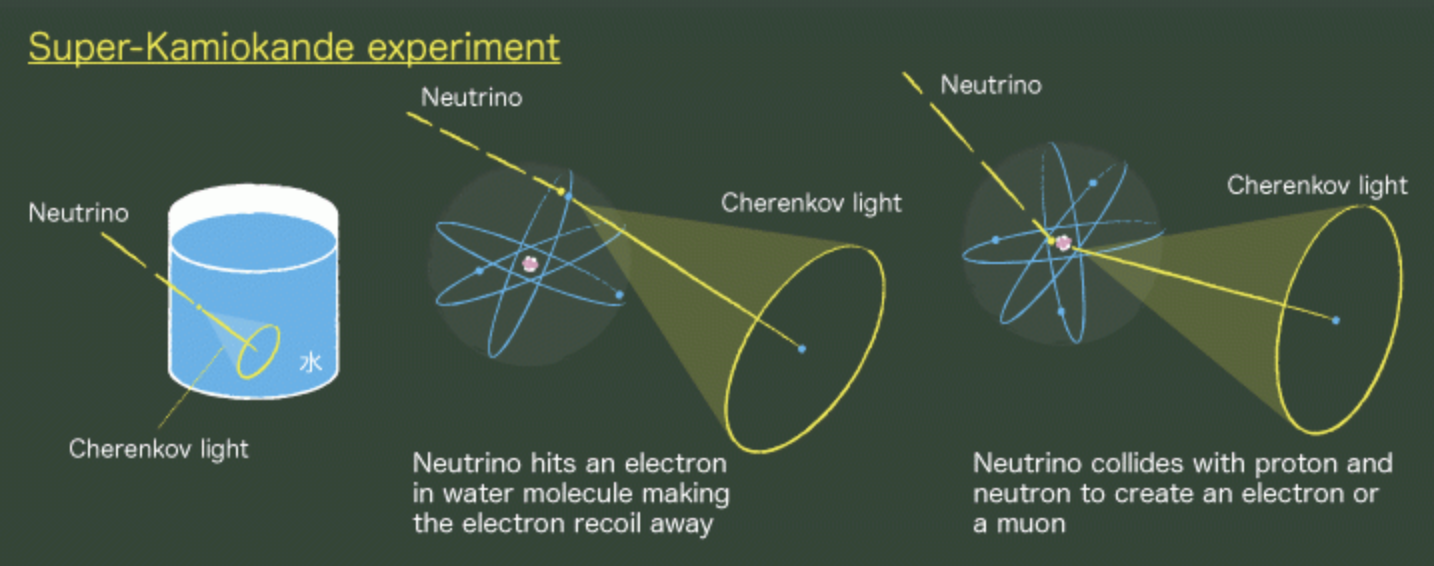 Super-Kamiokande experiment
Neutrino
水
Cherenkov light
Neutrino
Cherenkov light
Neutrino hits an electron
in water molecule making
the electron recoil away
Neutrino
Cherenkov light
Neutrino collides with proton and
neutron to create an electron or
a muon